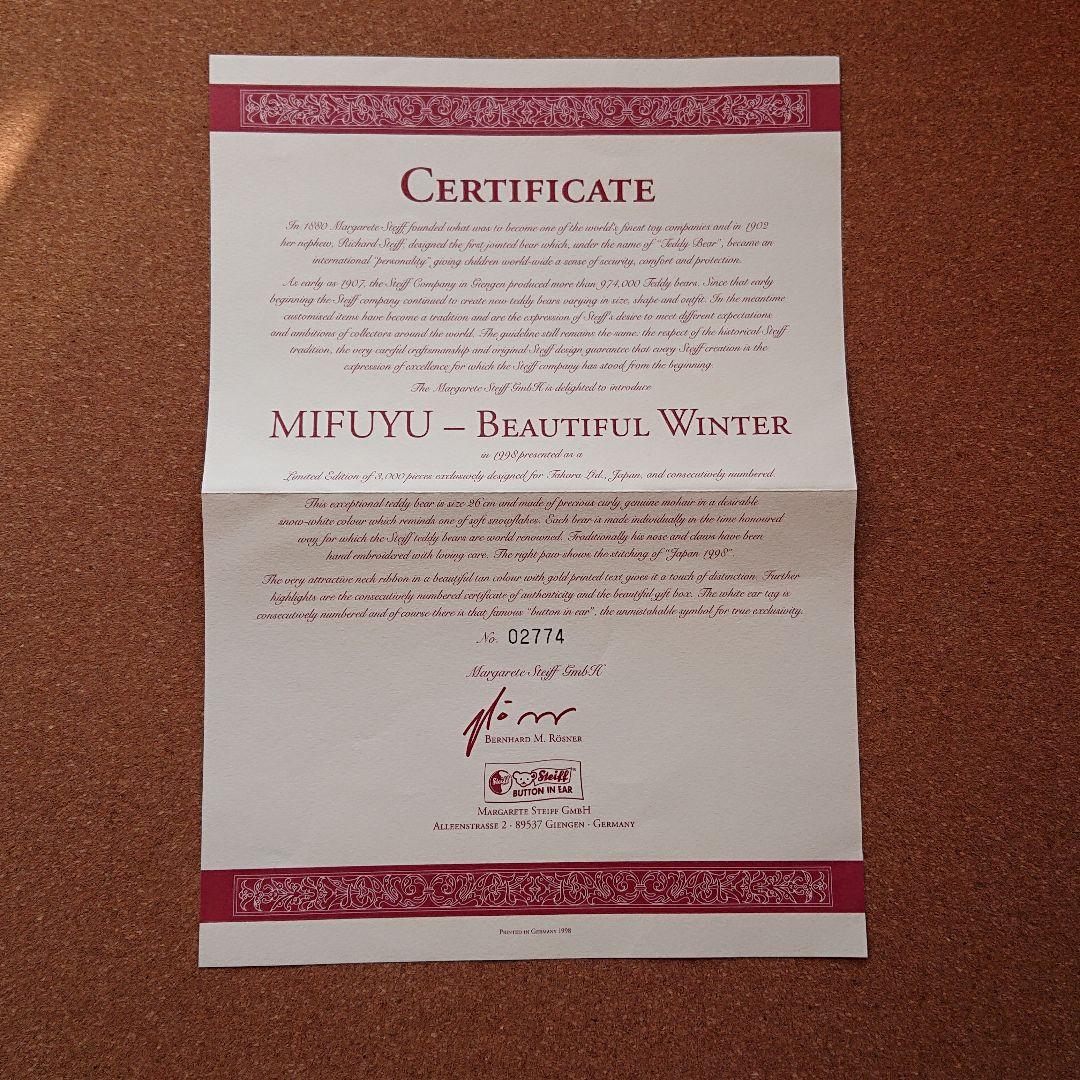 CERTIFICATE
In 1880 Margarete Steiff founded what was to become one of the world's finest toy companies and in 1902
her nephew, Richard Steiff, designed the first jointed bear which, under the name of "Teddy Bear", became an
international "personality" giving children world-wide a sense of security, comfort and protection.
As early as 1907, the Steiff Company in Giengen produced more than 974,000 Teddy bears. Since that early
beginning the Steiff company continued to create new teddy bears varying in size, shape and outfit. In the meantime
customised items have become a tradition and are the expression of Steiff's desire to meet different expectations
and ambitions of collectors around the world. The guideline still remains the same: the respect of the historical Steiff
tradition, the very careful craftsmanship and original Steiff design guarantee that every Steiff creation is the
expression of excellence for which the Steiff company has stood from the beginning.
The Margarete Steiff GmbH is delighted to introduce
MIFUYU – BEAUTIFUL WINTER
in 1998 presented as a
Limited Edition of 3,000 pieces exclusively designed for Takara Ltd., Japan, and consecutively numbered.
This exceptional teddy bear is size 26 cm and made of precious curly, genuine mohair in a desirable
snow-white colour which reminds one of soft snowflakes. Each bear is made individually in the time honoured
way for which the Steiff teddy bears are world renowned. Traditionally his nose and claws have been
hand embroidered with loving care. The right paw shows the stitching of "Japan 1998".
The very attractive neck ribbon in a beautiful tan colour with gold printed text gives it a touch of distinction. Further
highlights are the consecutively numbered certificate of authenticity and the beautiful gift box. The white ear tag is
consecutively numbered and of course there is that famous "button in ear", the unmistakable symbol for true exclusivity.
No. 02774
Margarete Steiff GmbH
BERNHARD M. RÖSNER
Steiff Steiff
BUTTON IN EAR
MARGARETE STEIFF GMBH
ALLEENSTRASSE 2 · 89537 GIENGEN · GERMANY
PRINTED IN GERMANY 1998